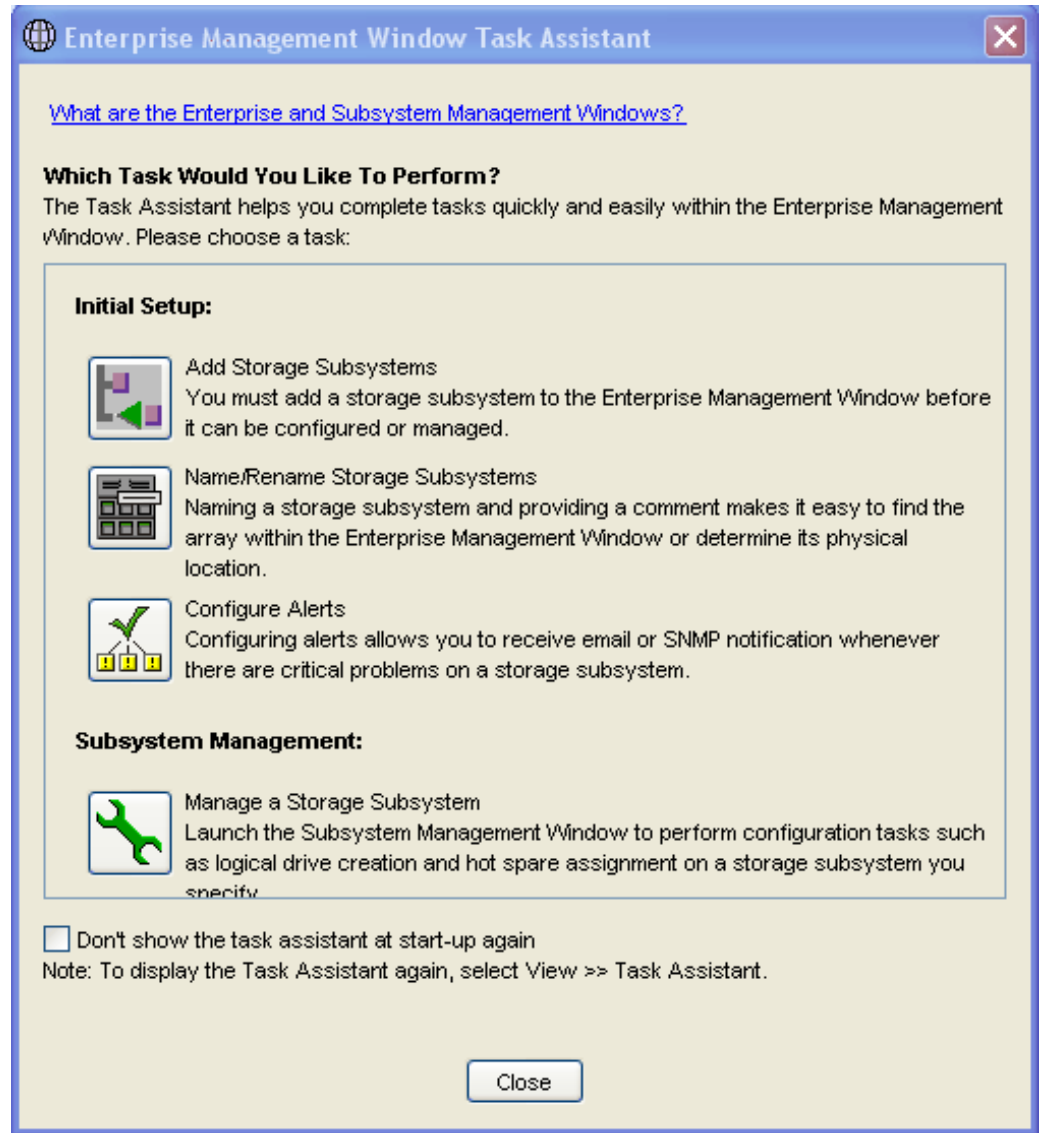 Enterprise Management Window Task Assistant
What are the Enterprise and Subsystem Management Windows?
Which Task Would You Like To Perform?
The Task Assistant helps you complete tasks quickly and easily within the Enterprise Management
Window. Please choose a task:
Initial Setup:
Add Storage Subsystems
You must add a storage subsystem to the Enterprise Management Window before
it can be configured or managed.
Name/Rename Storage Subsystems
Naming a storage subsystem and providing a comment makes it easy to find the
array within the Enterprise Management Window or determine its physical
location.
Configure Alerts
Configuring alerts allows you to receive email or SNMP notification whenever
there are critical problems on a storage subsystem.
Subsystem Management:
Manage a Storage Subsystem
Launch the Subsystem Management Window to perform configuration tasks such
as logical drive creation and hot spare assignment on a storage subsystem you
specify.
Don't show the task assistant at start-up again
Note: To display the Task Assistant again, select View >> Task Assistant.
Close